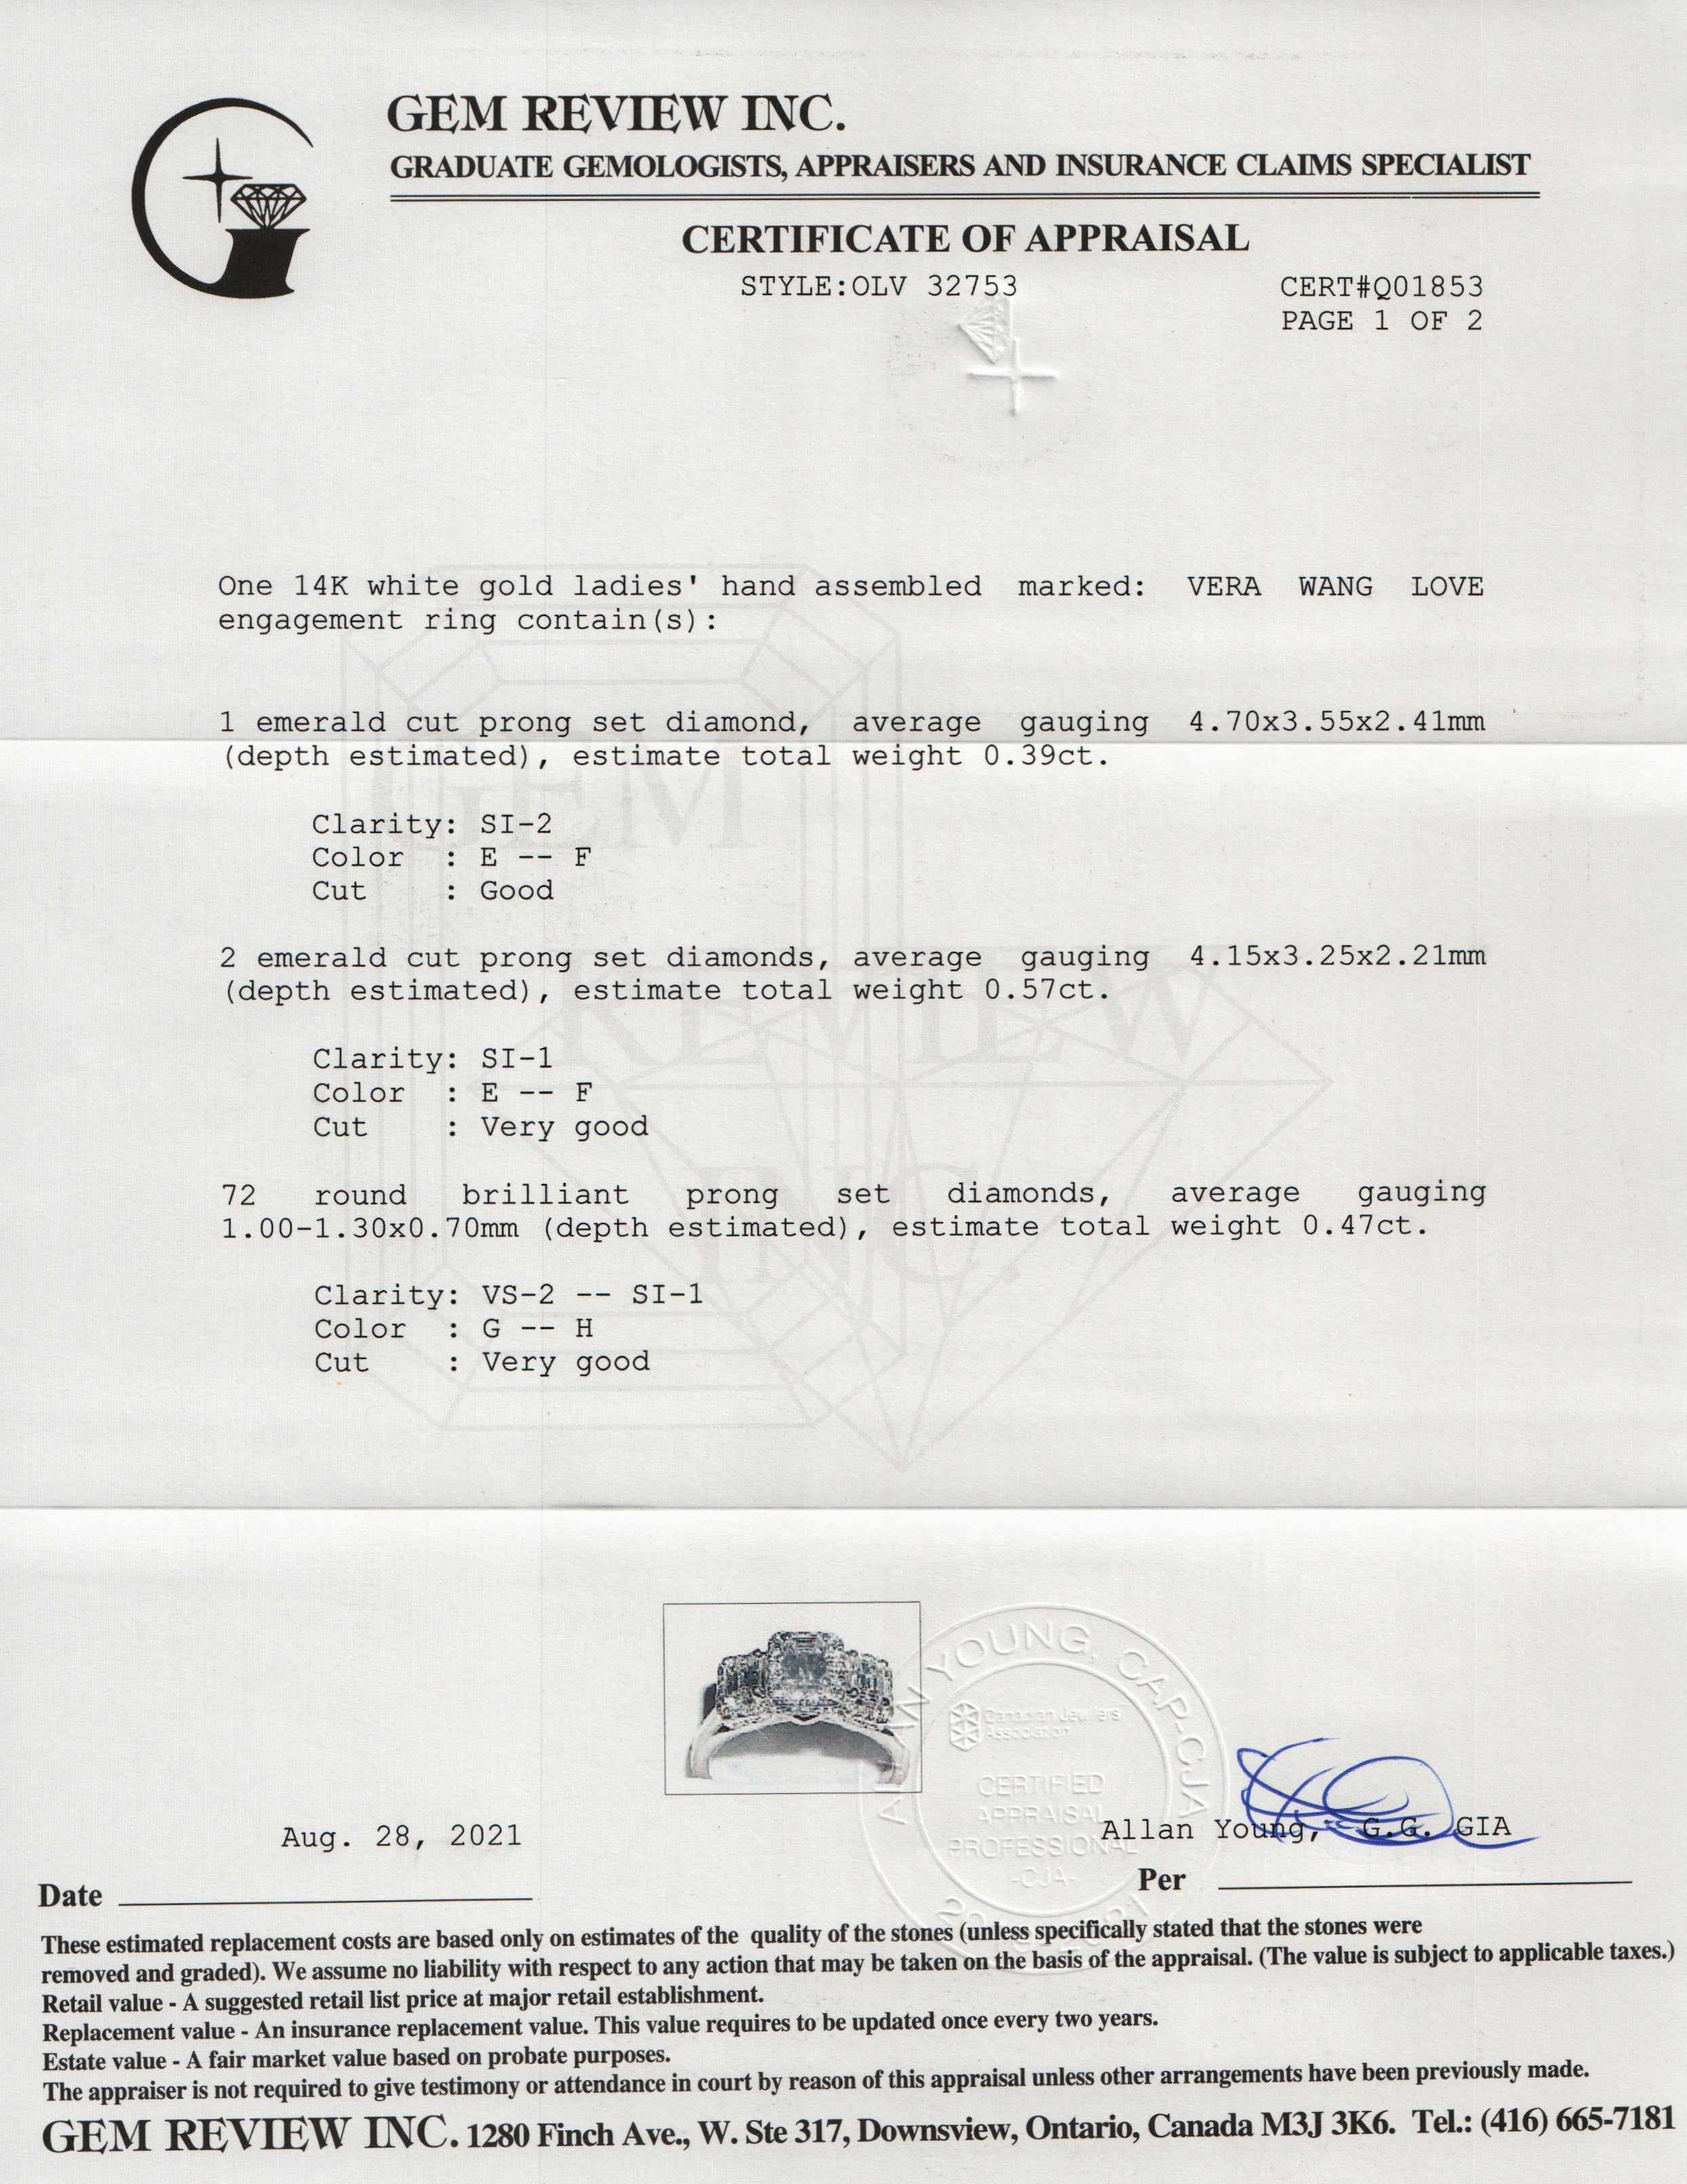 GEM REVIEW INC.
GRADUATE GEMOLOGISTS, APPRAISERS AND INSURANCE CLAIMS SPECIALIST
CERTIFICATE OF APPRAISAL
STYLE:OLV 32753
CERT#Q01853
PAGE 1 OF 2
One 14K white gold ladies' hand assembled marked: VERA WANG LOVE
engagement ring contain(s):
1 emerald cut prong set diamond, average gauging 4.70x3.55x2.41mm
(depth estimated), estimate total weight 0.39ct.
Clarity: SI-2
Color : E -- F
Cut : Good
2 emerald cut prong set diamonds, average gauging 4.15x3.25x2.21mm
(depth estimated), estimate total weight 0.57ct.
Clarity: SI-1
Color : E -- F
Cut : Very good
72 round brilliant prong set diamonds, average gauging
1.00-1.30x0.70mm (depth estimated), estimate total weight 0.47ct.
Clarity: VS-2 -- SI-1
Color : G -- H
Cut : Very good
GEM
REVIEW
INC.
ALLAN YOUNG, CAP-CJA
Canadian Jewellers
Association
CERTIFIED
APPRAISAL
PROFESSIONAL
-CJA-
Aug. 28, 2021
Allan Young, G.G. GIA
Date
Per
These estimated replacement costs are based only on estimates of the quality of the stones (unless specifically stated that the stones were
removed and graded). We assume no liability with respect to any action that may be taken on the basis of the appraisal. (The value is subject to applicable taxes.)
Retail value - A suggested retail list price at major retail establishment.
Replacement value - An insurance replacement value. This value requires to be updated once every two years.
Estate value - A fair market value based on probate purposes.
The appraiser is not required to give testimony or attendance in court by reason of this appraisal unless other arrangements have been previously made.
GEM REVIEW INC. 1280 Finch Ave., W. Ste 317, Downsview, Ontario, Canada M3J 3K6. Tel.: (416) 665-7181